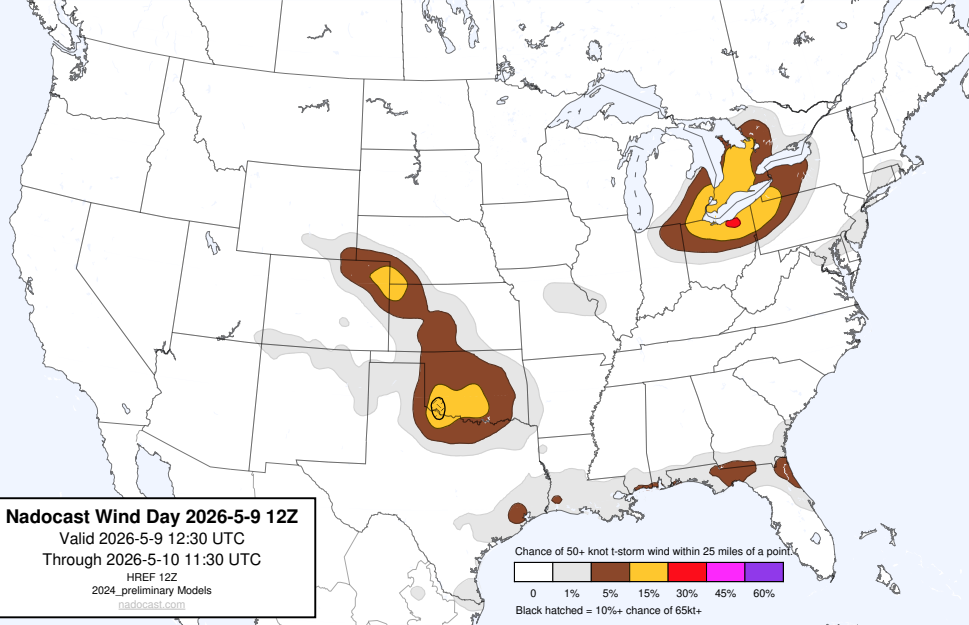 Nadocast Wind Day 2026-5-9 12Z
Valid 2026-5-9 12:30 UTC
Through 2026-5-10 11:30 UTC
HREF 12Z
2024_preliminary Models
nadocast.com
Chance of 50+ knot t-storm wind within 25 miles of a point.
0 1% 5% 15% 30% 45% 60%
Black hatched = 10%+ chance of 65kt+